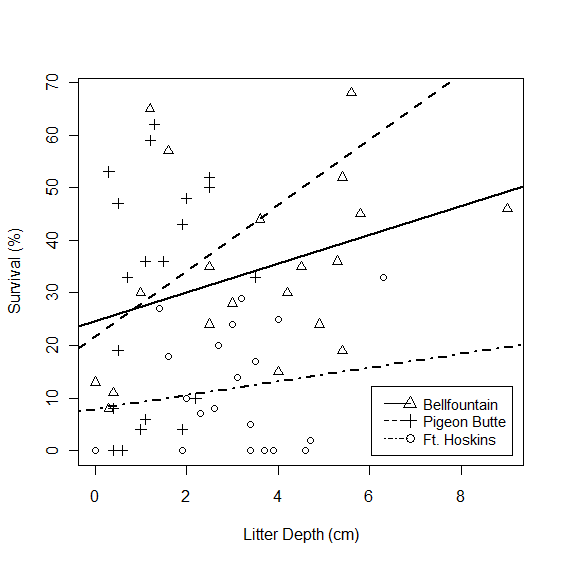 70
60
50
40
30
20
10
0
Survival (%)
0 2 4 6 8
Litter Depth (cm)
Bellfountain
Pigeon Butte
Ft. Hoskins